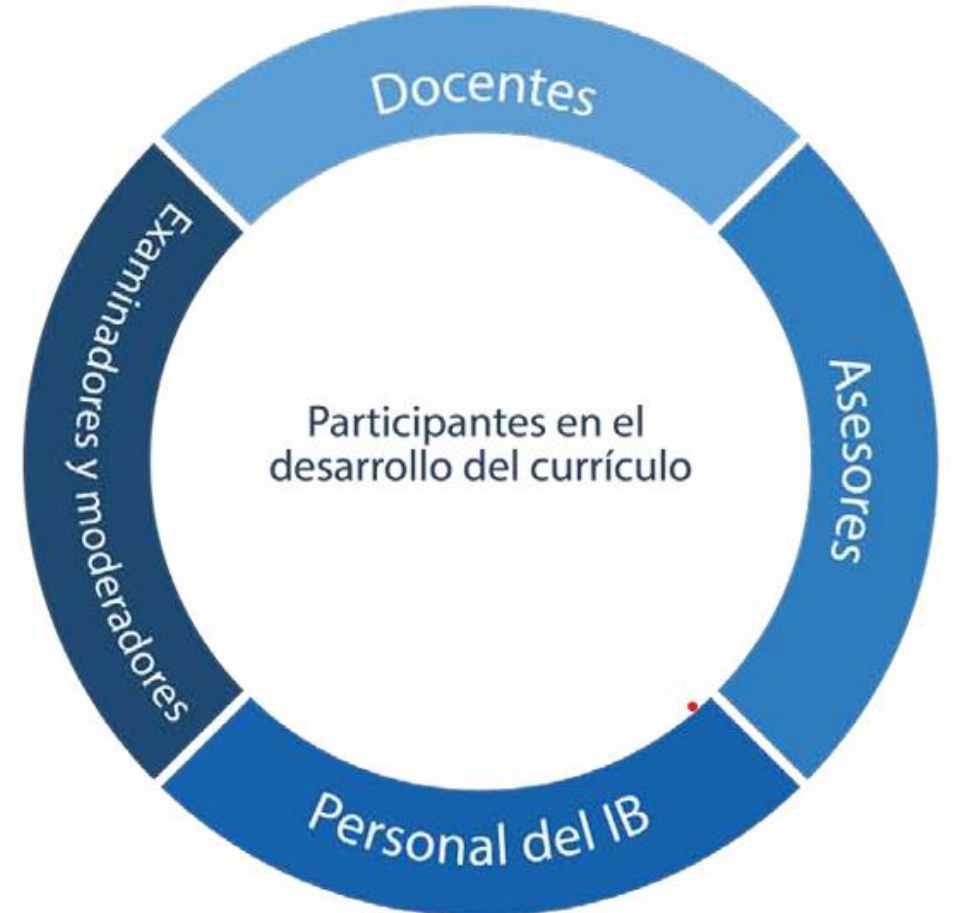 Docentes
Asesores
Participantes en el
desarrollo del currículo
Examinadores y moderadores
Personal del IB